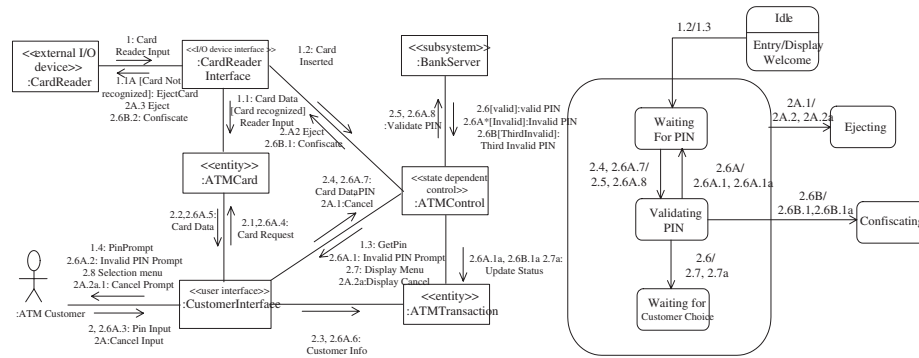 <<external I/O
device>>
:CardReader
1: Card
Reader Input
1.1A [Card Not
recognized]: EjectCard
2A.3 Eject
26B.2: Confiscate
<<I/O device interface>>
:CardReader
Interface
1.2: Card
Inserted
1.1: Card Data
[Card recognized]
Reader Input
2.A2 Eject
2.6B.1: Confiscate
<<subsystem>>
:BankServer
2.5, 2.6A.8
:Validate PIN
2.6[valid]:valid PIN
2.6A*[Invalid]:Invalid PIN
2.6B[ThirdInvalid]:
Third Invalid PIN
<<entity>>
:ATMCard
2.4, 2.6A.7:
Card DataPIN
2A.1:Cancel
<<state dependent
control>>
:ATMControl
2.2,2.6A.5:
Card Data
2.1,2.6A.4:
Card Request
1.4: PinPrompt
2.6A.2: Invalid PIN Prompt
2.8 Selection menu
2A.2a.1: Cancel Prompt
1.3: GetPin
2.6A.1: Invalid PIN Prompt
2.7: Display Menu
2A.2a:Display Cancel
2.6A.1a, 2.6B.1a 2.7a:
Update Status
:ATM Customer
2, 2.6A.3: Pin Input
2A:Cancel Input
<<user interface>>
:CustomerInterface
2.3, 2.6A.6:
Customer Info
<<entity>>
:ATMTransaction
1.2/1.3
Idle
Entry/Display
Welcome
Waiting
For PIN
2A.1/
2A.2, 2A.2a
Ejecting
2.4, 2.6A.7/
2.5, 2.6A.8
2.6A/
2.6A.1, 2.6A.1a
Validating
PIN
2.6B/
2.6B.1,2.6B.1a
Confiscating
2.6/
2.7, 2.7a
Waiting for
Customer Choice